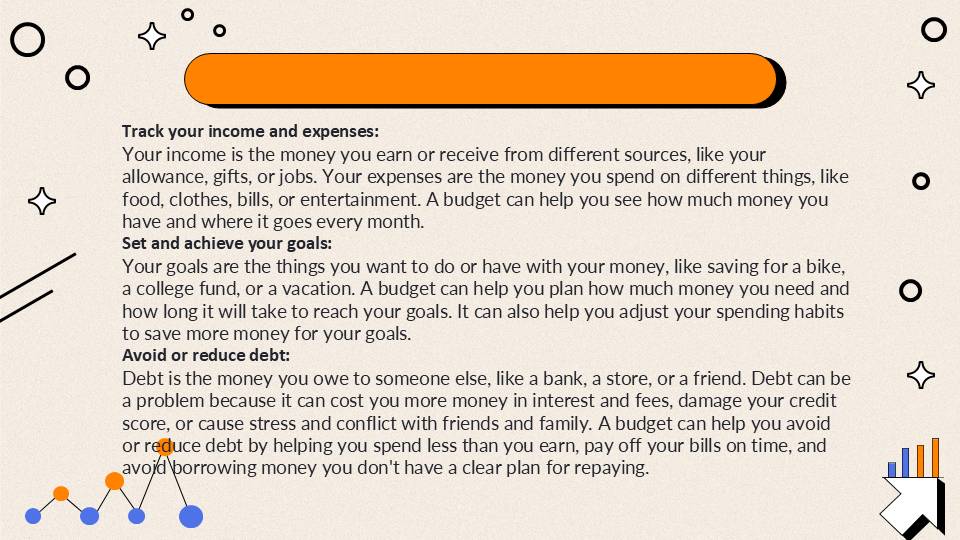 Track your income and expenses:
Your income is the money you earn or receive from different sources, like your
allowance, gifts, or jobs. Your expenses are the money you spend on different things, like
food, clothes, bills, or entertainment. A budget can help you see how much money you
have and where it goes every month.
Set and achieve your goals:
Your goals are the things you want to do or have with your money, like saving for a bike,
a college fund, or a vacation. A budget can help you plan how much money you need and
how long it will take to reach your goals. It can also help you adjust your spending habits
to save more money for your goals.
Avoid or reduce debt:
Debt is the money you owe to someone else, like a bank, a store, or a friend. Debt can be
a problem because it can cost you more money in interest and fees, damage your credit
score, or cause stress and conflict with friends and family. A budget can help you avoid
or reduce debt by helping you spend less than you earn, pay off your bills on time, and
avoid borrowing money you don't have a clear plan for repaying.